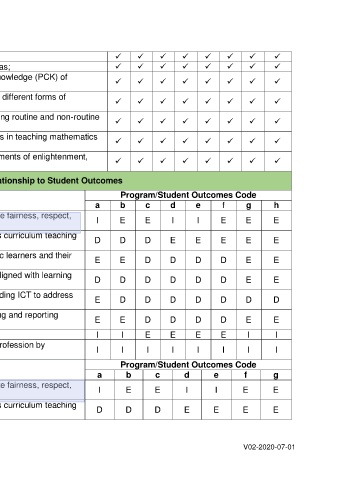 ✓ ✓ ✓ ✓ ✓ ✓ ✓ ✓
as; ✓ ✓ ✓ ✓ ✓ ✓ ✓ ✓
nowledge (PCK) of ✓ ✓ ✓ ✓ ✓ ✓ ✓ ✓
different forms of ✓ ✓ ✓ ✓ ✓ ✓ ✓ ✓
ng routine and non-routine ✓ ✓ ✓ ✓ ✓ ✓ ✓ ✓
s in teaching mathematics ✓ ✓ ✓ ✓ ✓ ✓ ✓ ✓
ments of enlightenment, ✓ ✓ ✓ ✓ ✓ ✓ ✓ ✓
ationship to Student Outcomes
Program/Student Outcomes Code
a b c d e f g h
e fairness, respect, I E E I I E E E
s curriculum teaching D D D E E E E E
c learners and their E E D D D D E E
ligned with learning D D D D D D E E
ding ICT to address E D D D D D D D
ng and reporting E E D D D D E E
I I E E E E I I
rofession by I I I I I I I I
Program/Student Outcomes Code
a b c d e f g
e fairness, respect, I E E I I E E
s curriculum teaching D D D E E E E
V02-2020-07-01